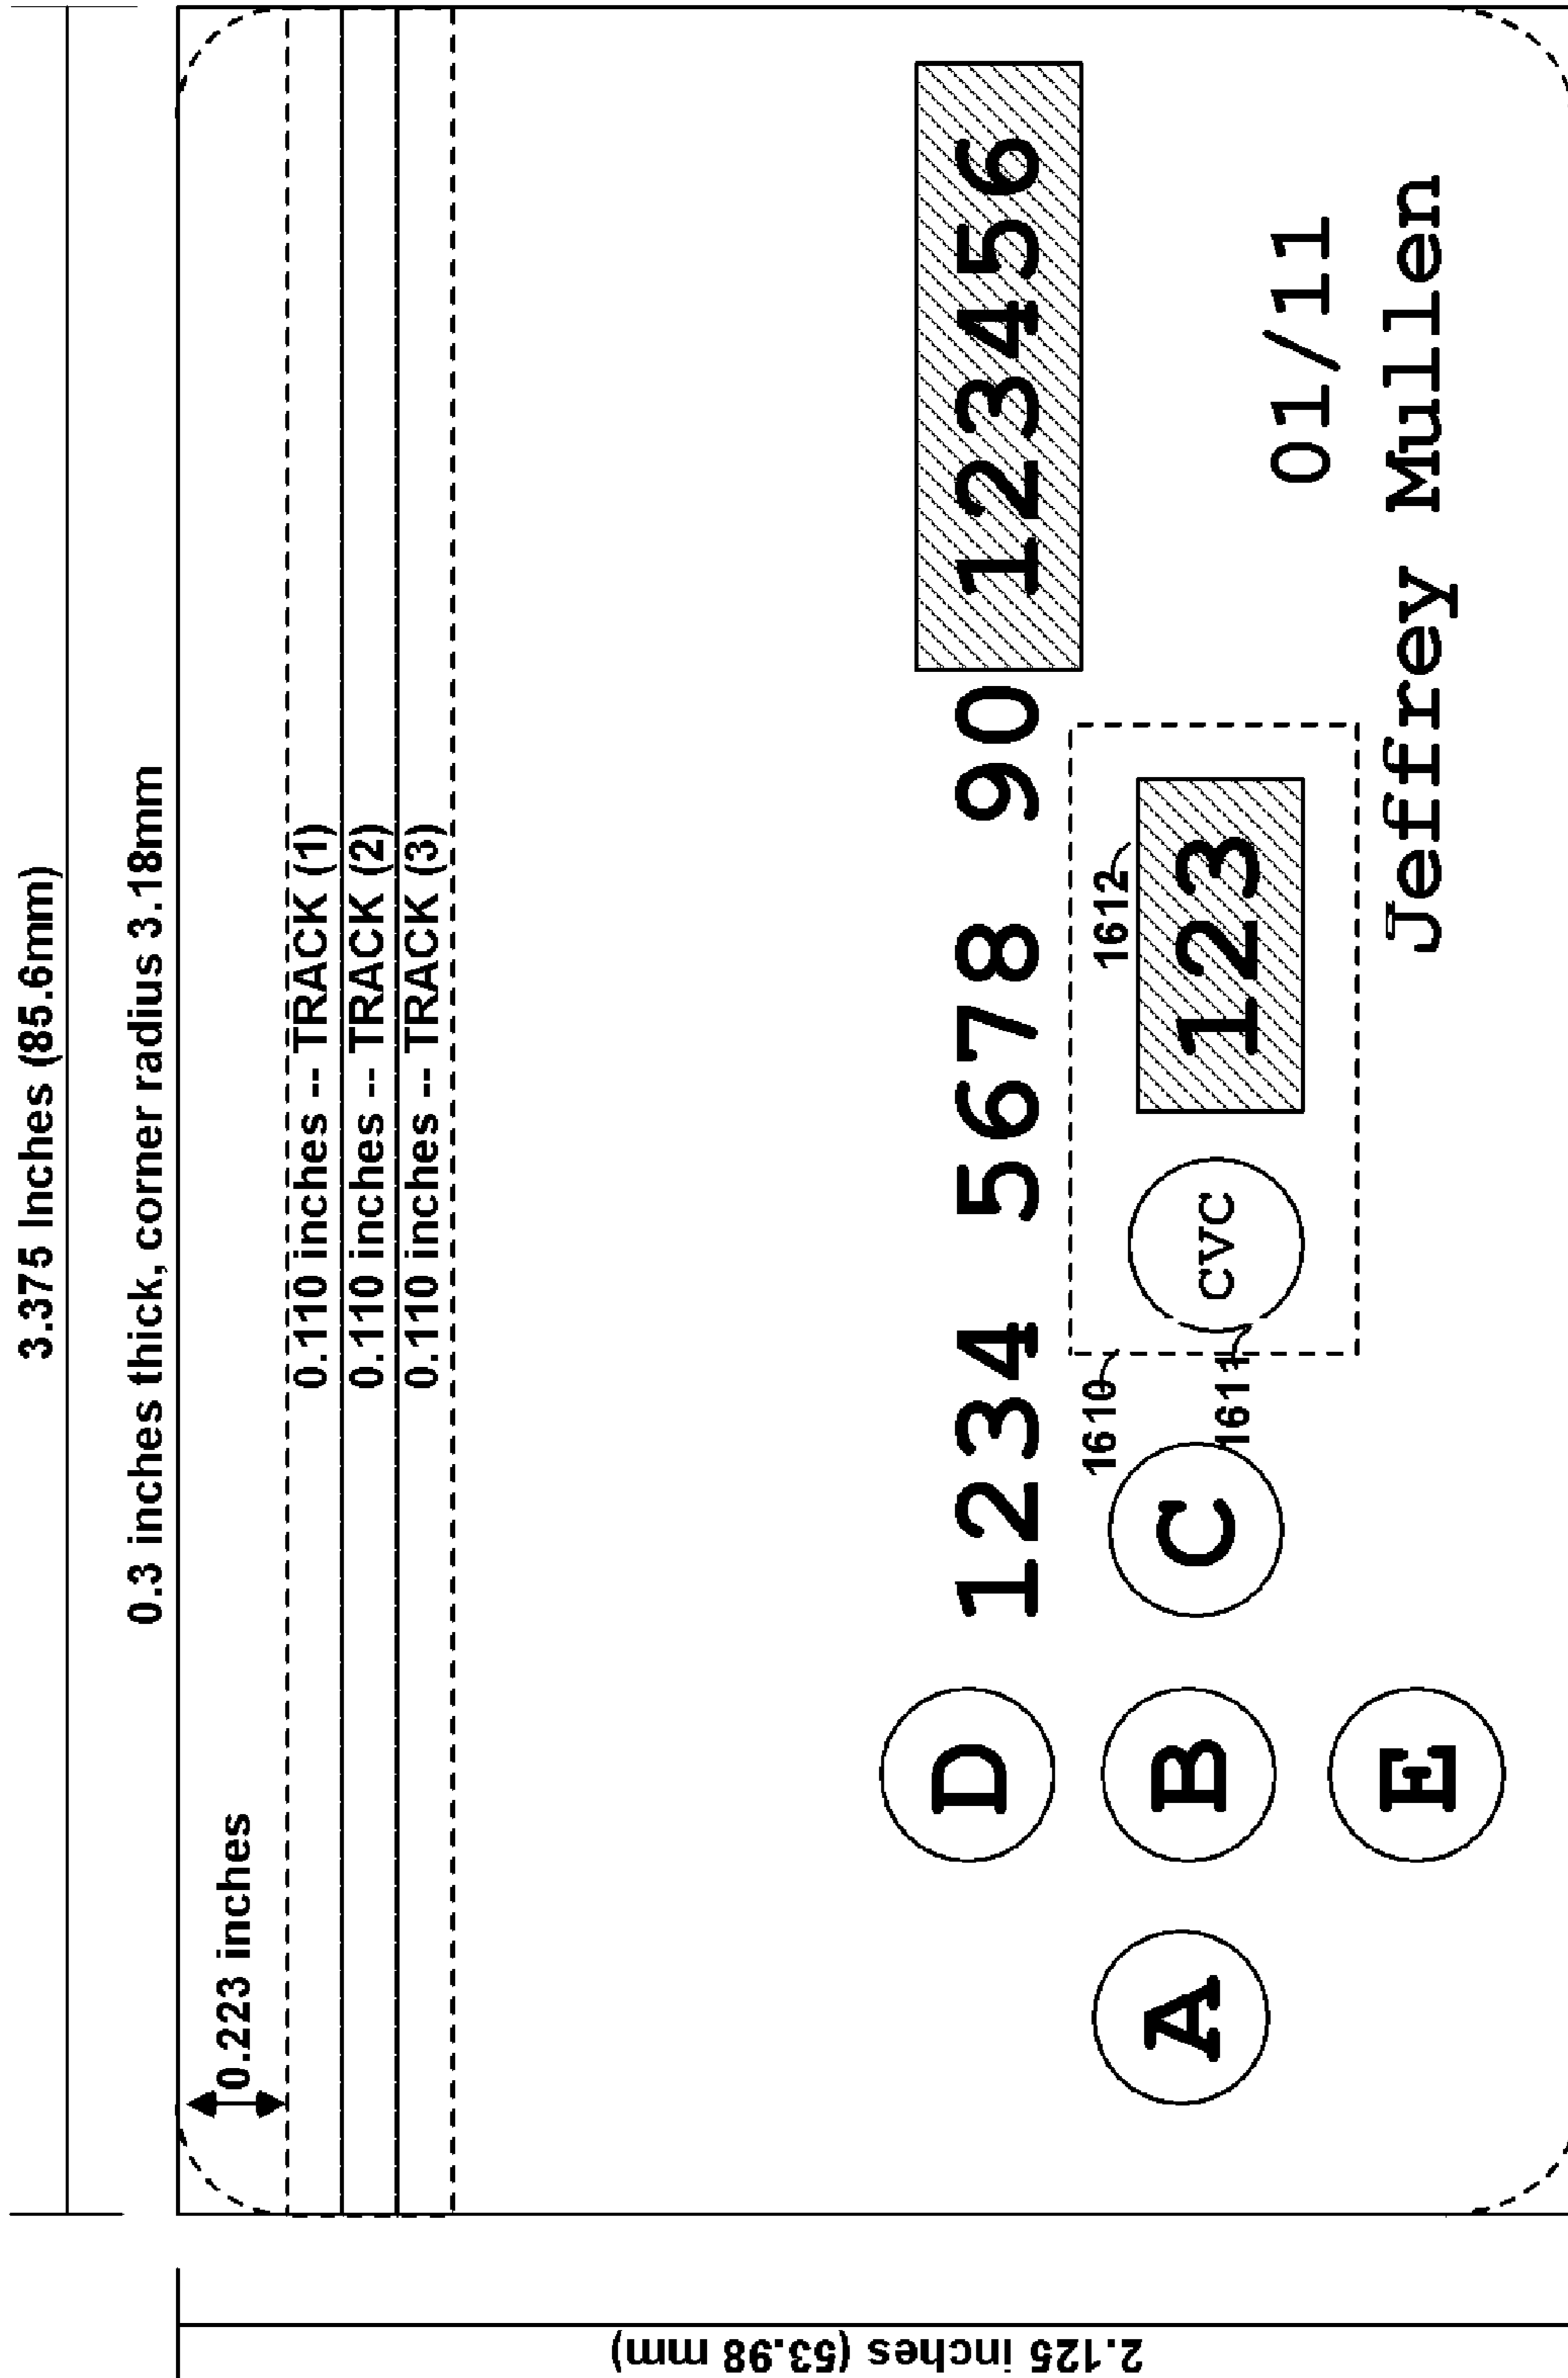 3.375 Inches (85.6mm)
0.3 inches thick, corner radius 3.18mm
0.223 inches
0.110 inches -- TRACK (1)
0.110 inches -- TRACK (2)
0.110 inches -- TRACK (3)
2.125 inches (53.98 mm)
D 1234 5678 90 123456
1610
1612
A B C CVC 123
1611
01/11
E
Jeffrey Mullen